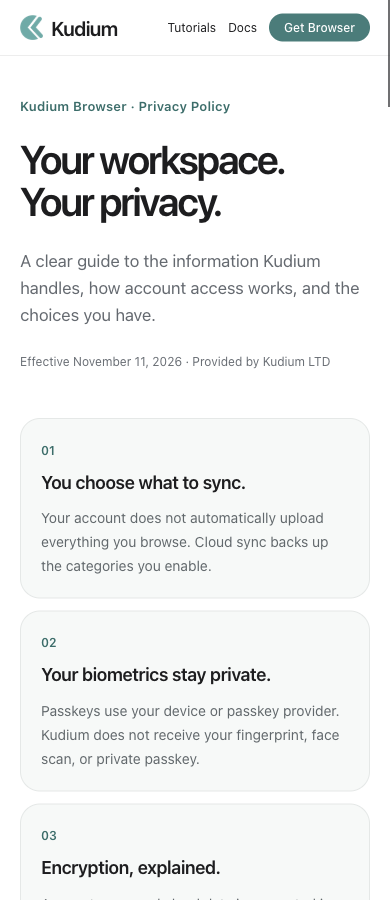 Kudium
Tutorials
Docs
Get Kudium
Kudium Browser · Privacy Policy
Your workspace.
Your privacy.
A clear guide to the information Kudium
handles, how account access works, and the
choices you have.
Effective November 11, 2026 · Provided by Kudium LTD
01
You choose what to sync.
Your account does not automatically upload
everything you browse. Cloud sync backs up
the categories you enable.
02
Your biometrics stay private.
Passkeys use your device or passkey provider.
Kudium does not receive your fingerprint, face
scan, or private passkey.
03
Encryption, explained.